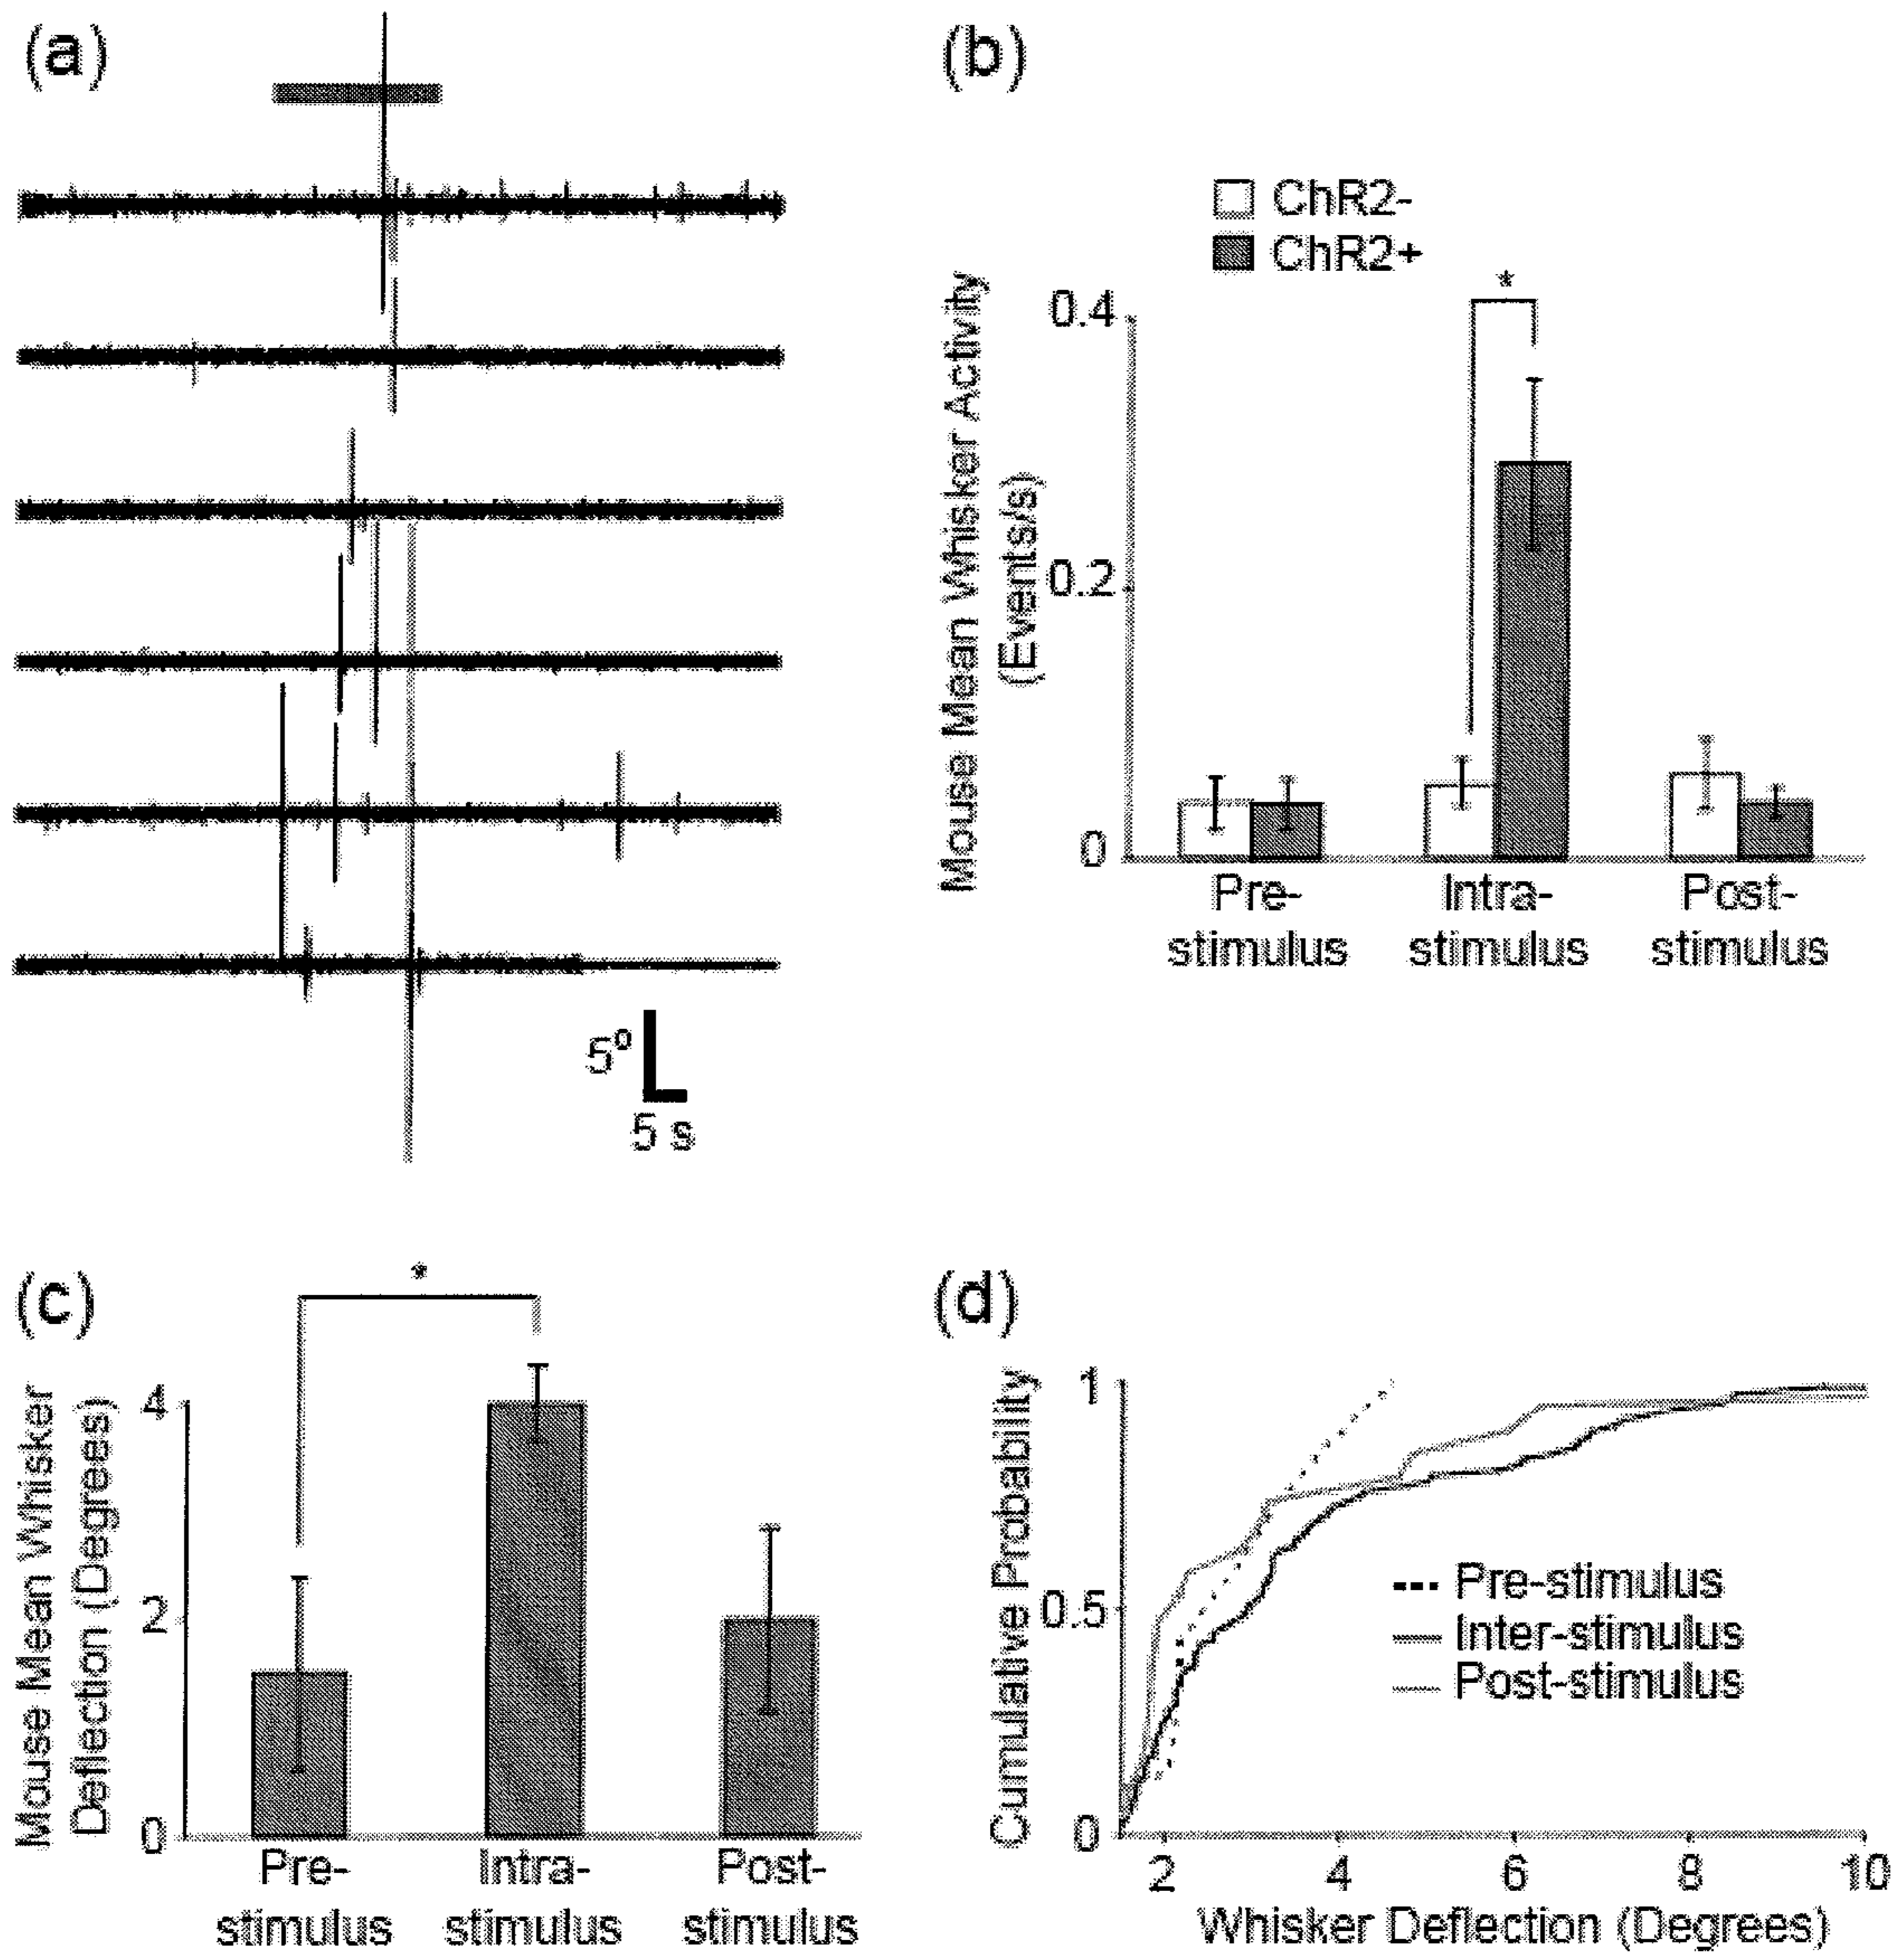 (a)
5°
5 s
(b)
ChR2-
ChR2+
*
Mouse Mean Whisker Activity
(Events/s)
0.4
0.2
0
Pre-
stimulus
Intra-
stimulus
Post-
stimulus
(c)
*
Mouse Mean Whisker
Deflection (Degrees)
4
2
0
Pre-
stimulus
Intra-
stimulus
Post-
stimulus
(d)
Cumulative Probability
1
0.5
0
Pre-stimulus
Inter-stimulus
Post-stimulus
2
4
6
8
10
Whisker Deflection (Degrees)